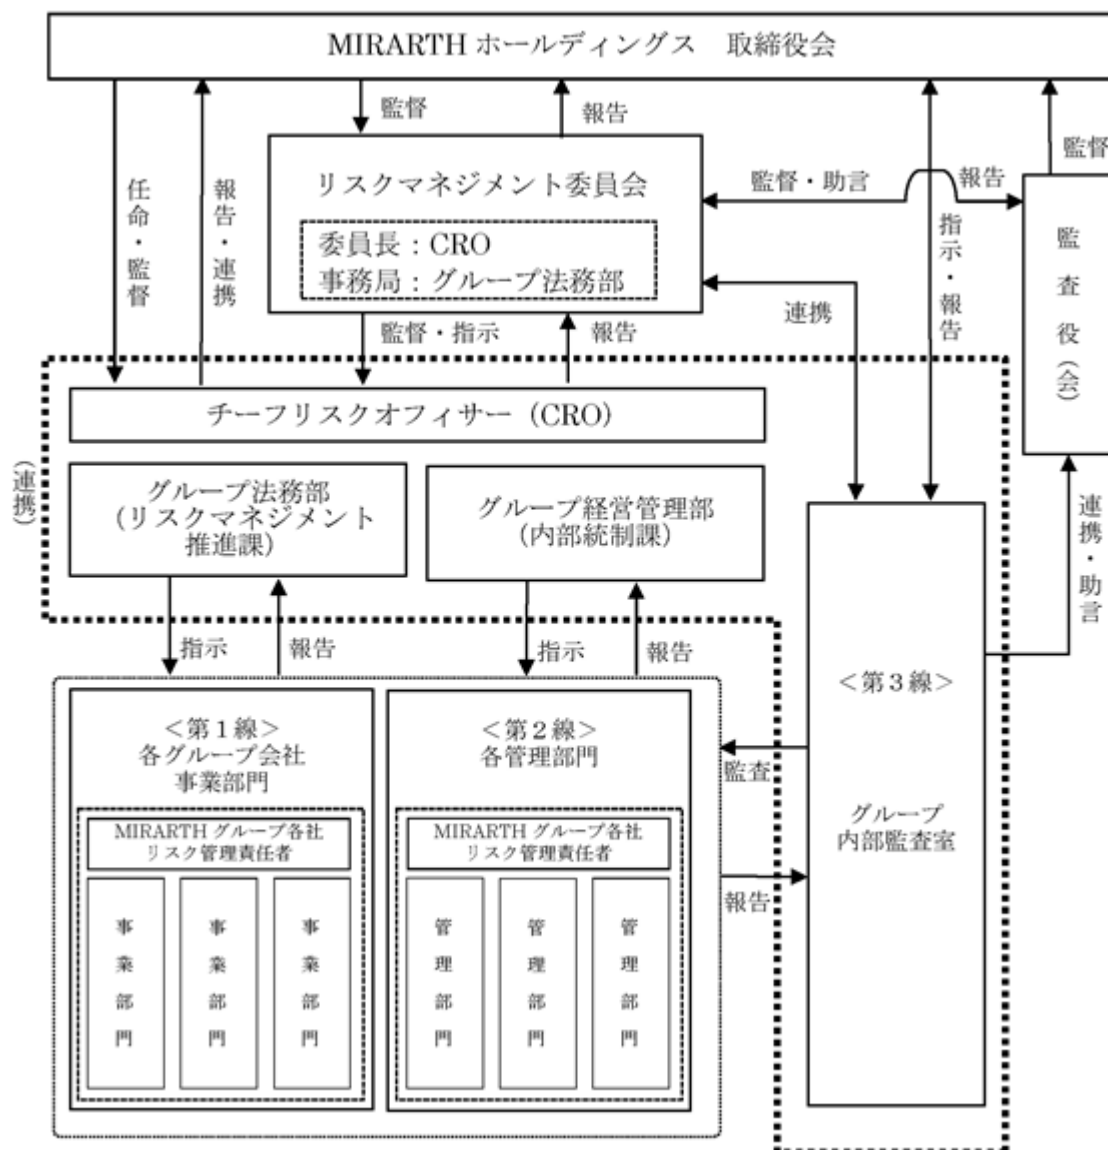 MIRARTH ホールディングス　取締役会
監督
報告
監督
任命・監督
報告・連携
リスクマネジメント委員会
委員長：CRO
事務局：グループ法務部
監督・助言
報告
指示・報告
監査役（会）
連携
監督・指示
報告
チーフリスクオフィサー（CRO）
（連携）
グループ法務部
（リスクマネジメント
推進課）
グループ経営管理部
（内部統制課）
連携・助言
指示
報告
指示
報告
＜第１線＞
各グループ会社
事業部門
MIRARTH グループ各社
リスク管理責任者
事業部門
事業部門
事業部門
＜第２線＞
各管理部門
MIRARTH グループ各社
リスク管理責任者
管理部門
管理部門
管理部門
監査
報告
＜第３線＞
グループ
内部監査室